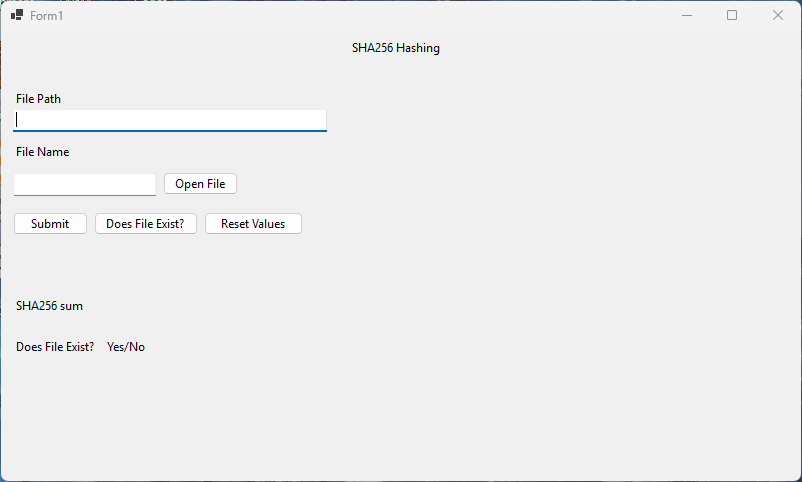 Form1
SHA256 Hashing
File Path
File Name
Open File
Submit Does File Exist? Reset Values
SHA256 sum
Does File Exist? Yes/No